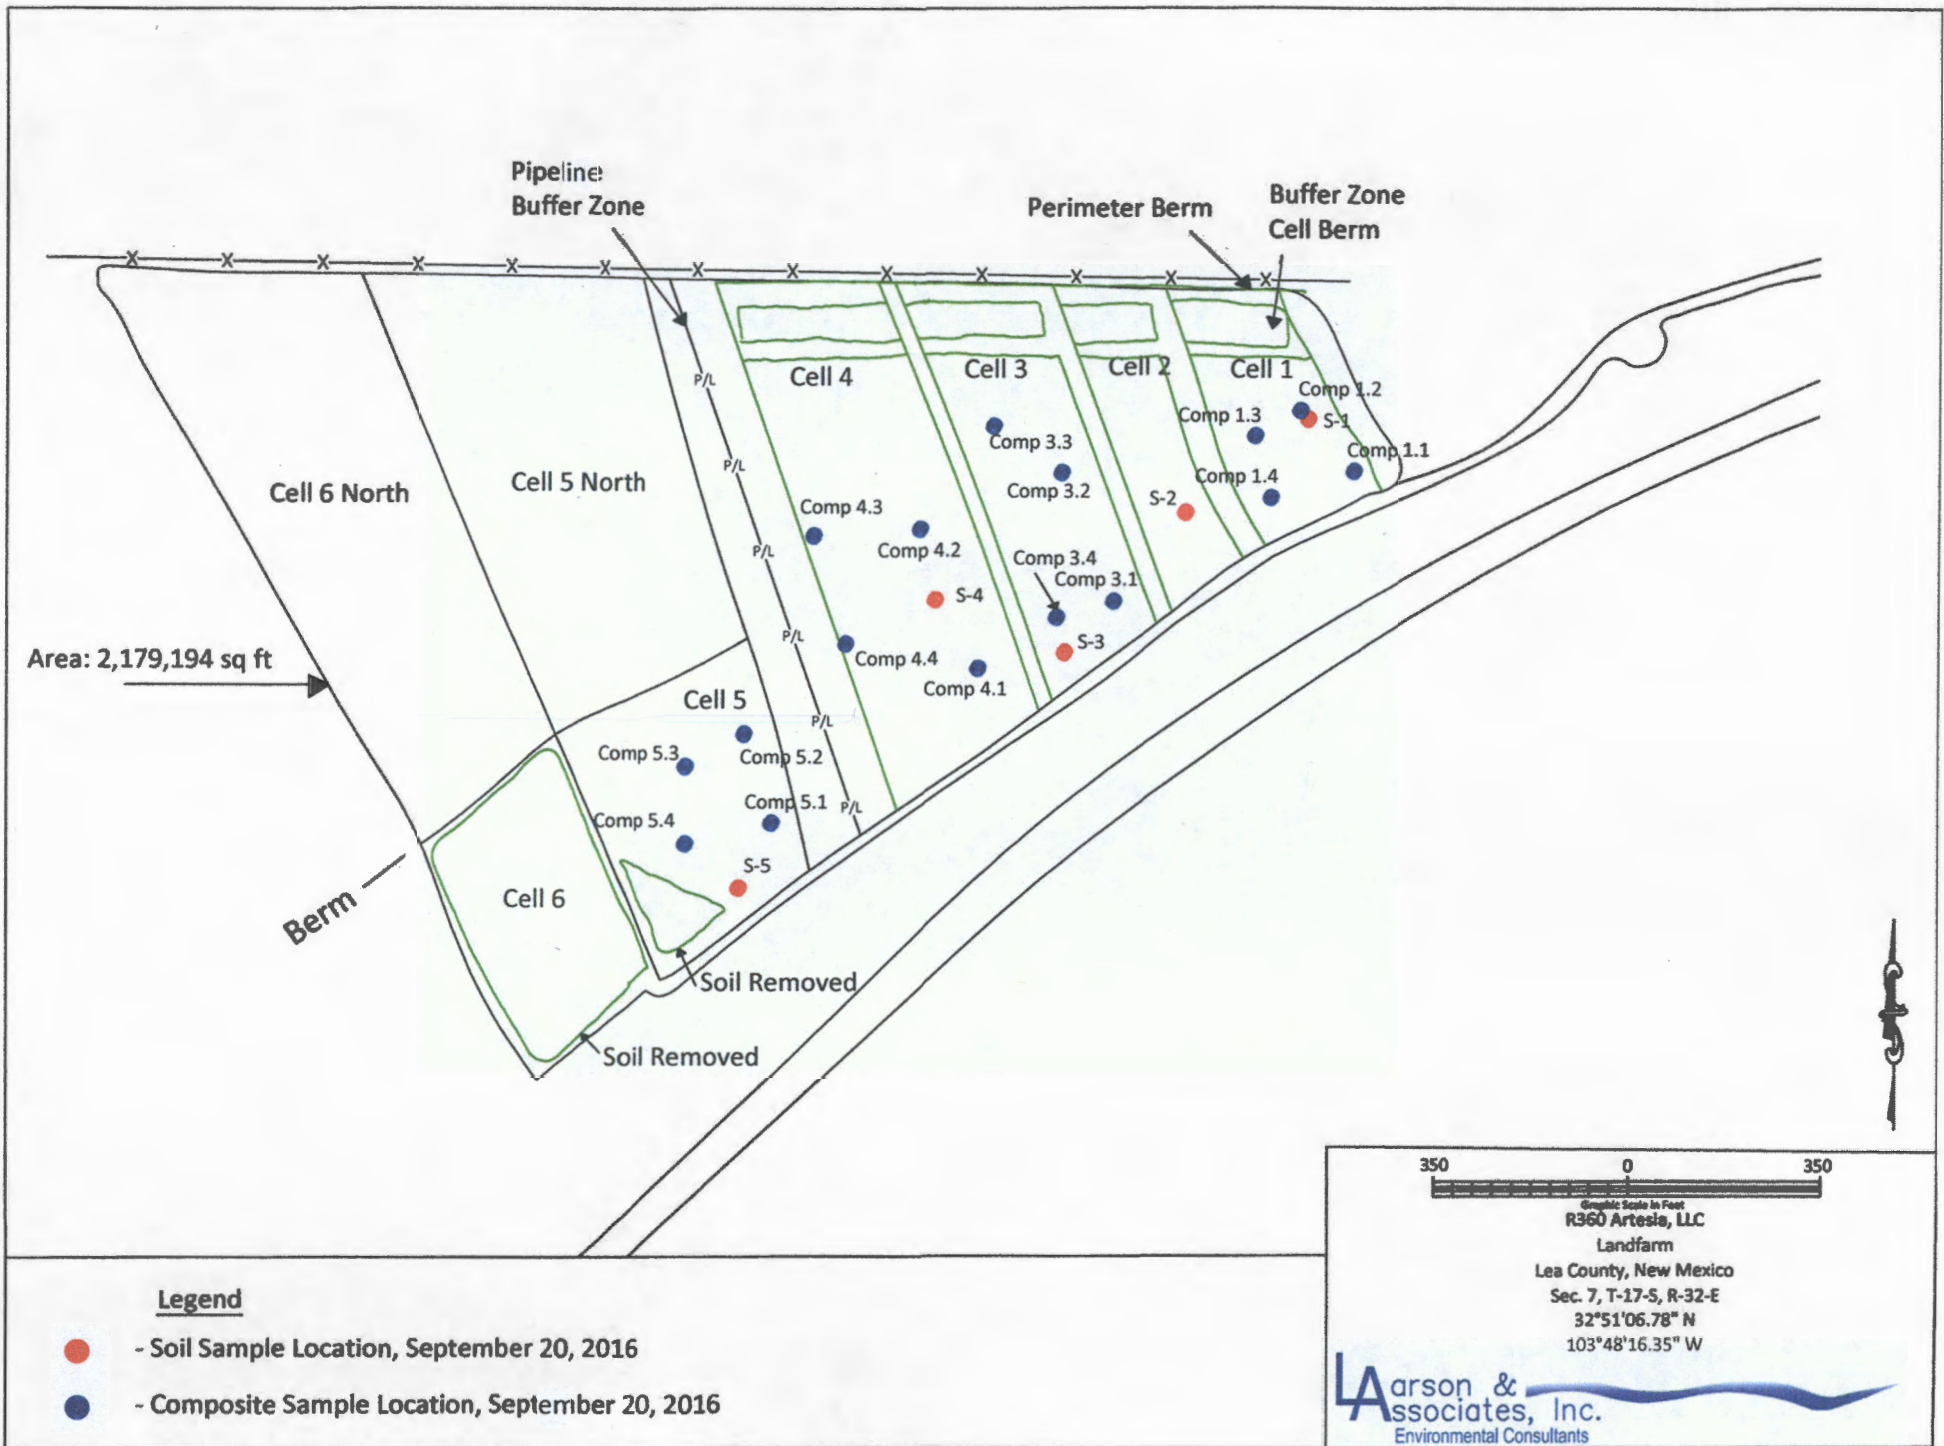 Pipeline
Buffer Zone
Perimeter Berm
Buffer Zone
Cell Berm
X X X X X X X X X X X X X
Cell 4
Cell 3
Cell 2
Cell 1
P/L
Comp 1.2
S-1
Comp 1.3
Comp 1.1
Comp 1.4
Comp 3.3
Comp 3.2
S-2
P/L
Cell 6 North
Cell 5 North
Comp 4.3
Comp 4.2
P/L
Comp 3.4
Comp 3.1
S-4
S-3
P/L
Area: 2,179,194 sq ft
Comp 4.4
Comp 4.1
Cell 5
P/L
Comp 5.3
Comp 5.2
Comp 5.1
P/L
Comp 5.4
S-5
Berm
Cell 6
Soil Removed
Soil Removed
350 0 350
Graphic Scale in Feet
R360 Artesia, LLC
Landfarm
Lea County, New Mexico
Sec. 7, T-17-S, R-32-E
32°51'06.78" N
103°48'16.35" W
Larson &
Associates, Inc.
Environmental Consultants
Legend
- Soil Sample Location, September 20, 2016
- Composite Sample Location, September 20, 2016